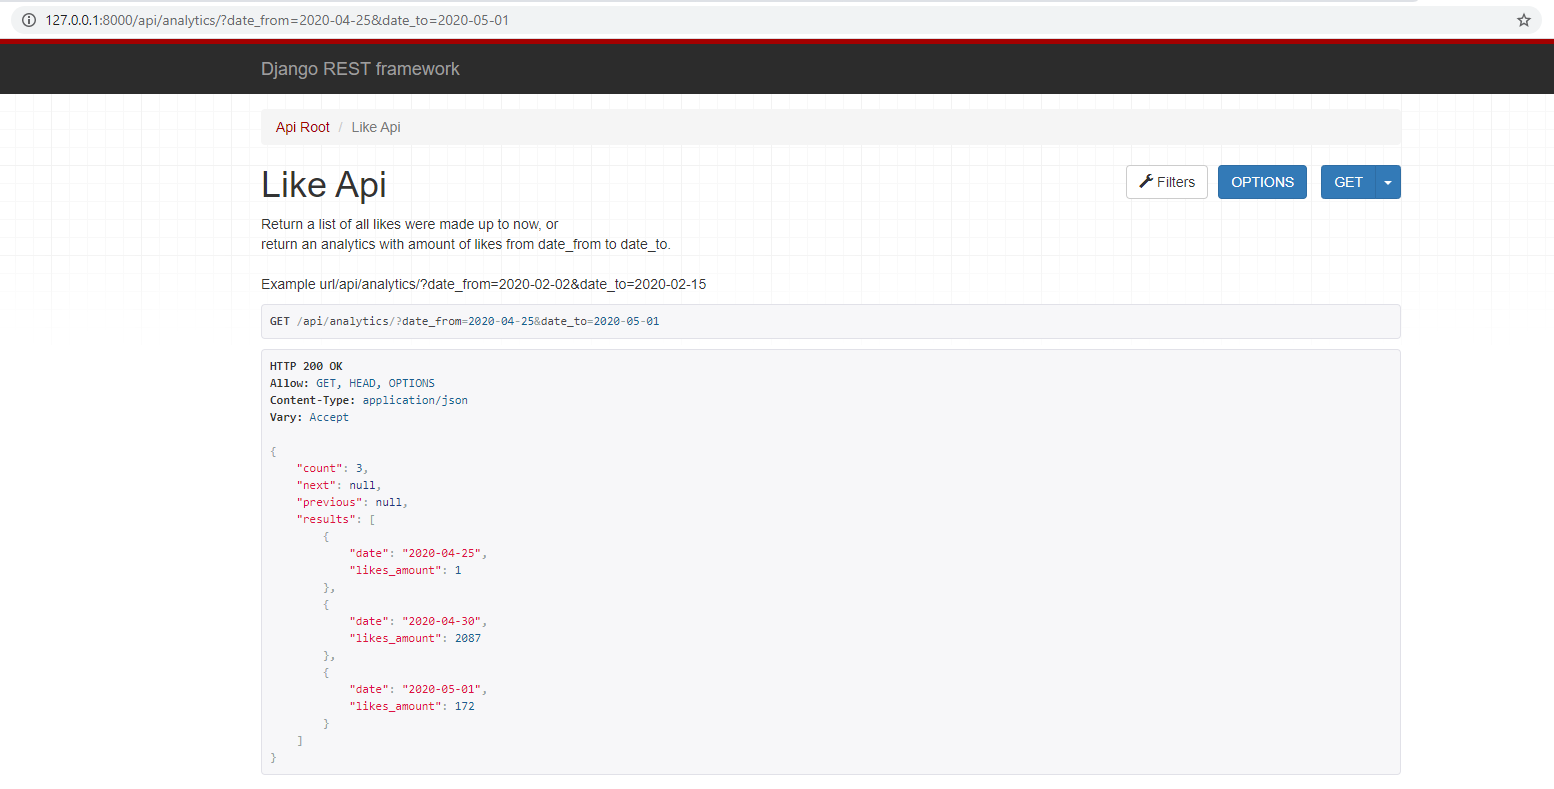 127.0.0.1:8000/api/analytics/?date_from=2020-04-25&date_to=2020-05-01
Django REST framework
Api Root / Like Api
Like Api
Filters
OPTIONS
GET
Return a list of all likes were made up to now, or
return an analytics with amount of likes from date_from to date_to.
Example url/api/analytics/?date_from=2020-02-02&date_to=2020-02-15
GET /api/analytics/?date_from=2020-04-25&date_to=2020-05-01
HTTP 200 OK
Allow: GET, HEAD, OPTIONS
Content-Type: application/json
Vary: Accept
{
    "count": 3,
    "next": null,
    "previous": null,
    "results": [
        {
            "date": "2020-04-25",
            "likes_amount": 1
        },
        {
            "date": "2020-04-30",
            "likes_amount": 2087
        },
        {
            "date": "2020-05-01",
            "likes_amount": 172
        }
    ]
}